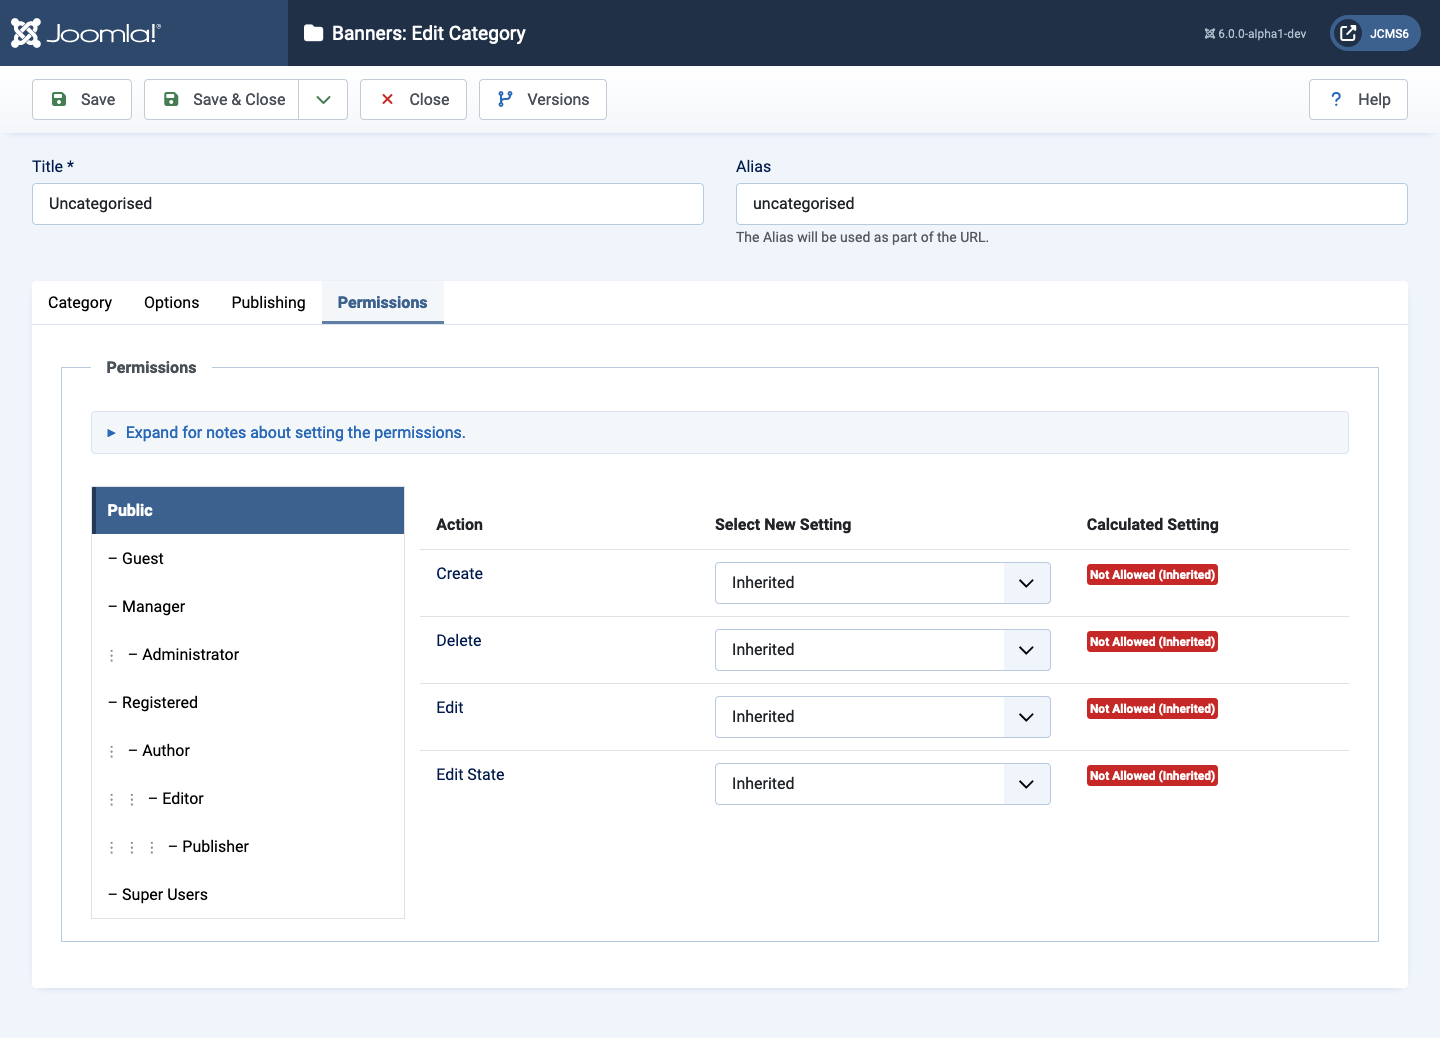 Joomla!®
Banners: Edit Category
6.0.0-alpha1-dev
JCMS6
Save
Save & Close
Close
Versions
? Help
Title *
Alias
Uncategorised
uncategorised
The Alias will be used as part of the URL.
Category
Options
Publishing
Permissions
Permissions
Expand for notes about setting the permissions.
Public
– Guest
– Manager
⋮ – Administrator
– Registered
⋮ – Author
⋮ ⋮ – Editor
⋮ ⋮ ⋮ – Publisher
– Super Users
Action
Select New Setting
Calculated Setting
Create
Inherited
Not Allowed (Inherited)
Delete
Inherited
Not Allowed (Inherited)
Edit
Inherited
Not Allowed (Inherited)
Edit State
Inherited
Not Allowed (Inherited)